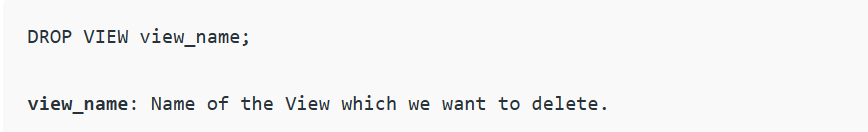 DROP VIEW view_name;
view_name: Name of the View which we want to delete.